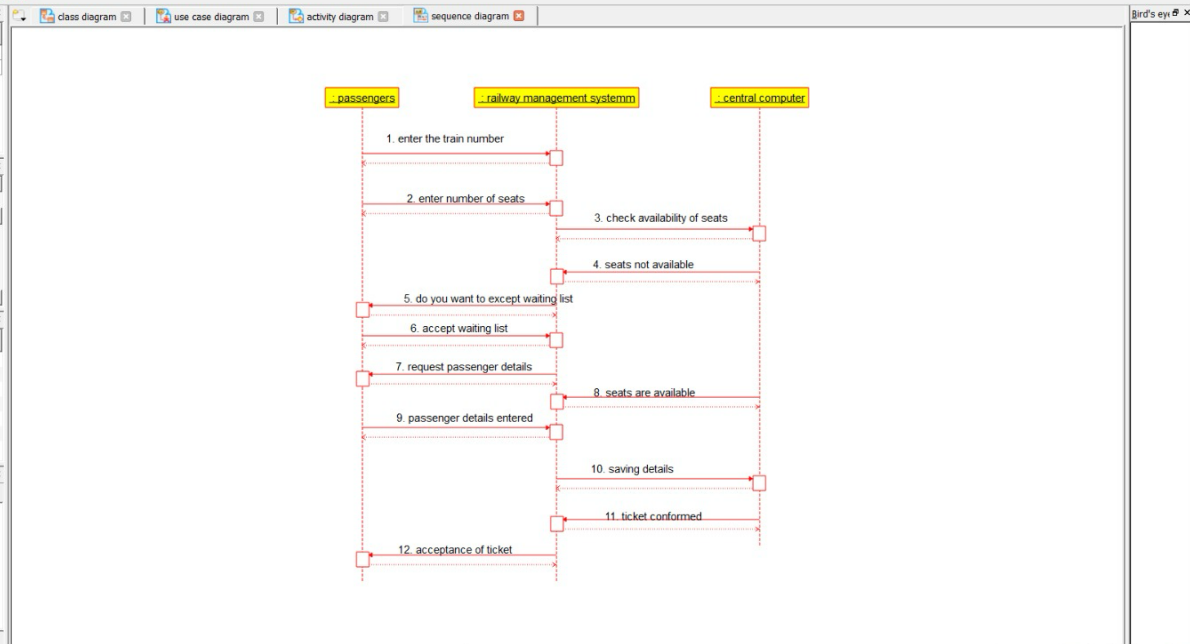 class diagram
use case diagram
activity diagram
sequence diagram
Bird's eye
: passengers
: railway management systemm
: central computer
1. enter the train number
2. enter number of seats
3. check availability of seats
4. seats not available
5. do you want to except waiting list
6. accept waiting list
7. request passenger details
8. seats are available
9. passenger details entered
10. saving details
11. ticket conformed
12. acceptance of ticket